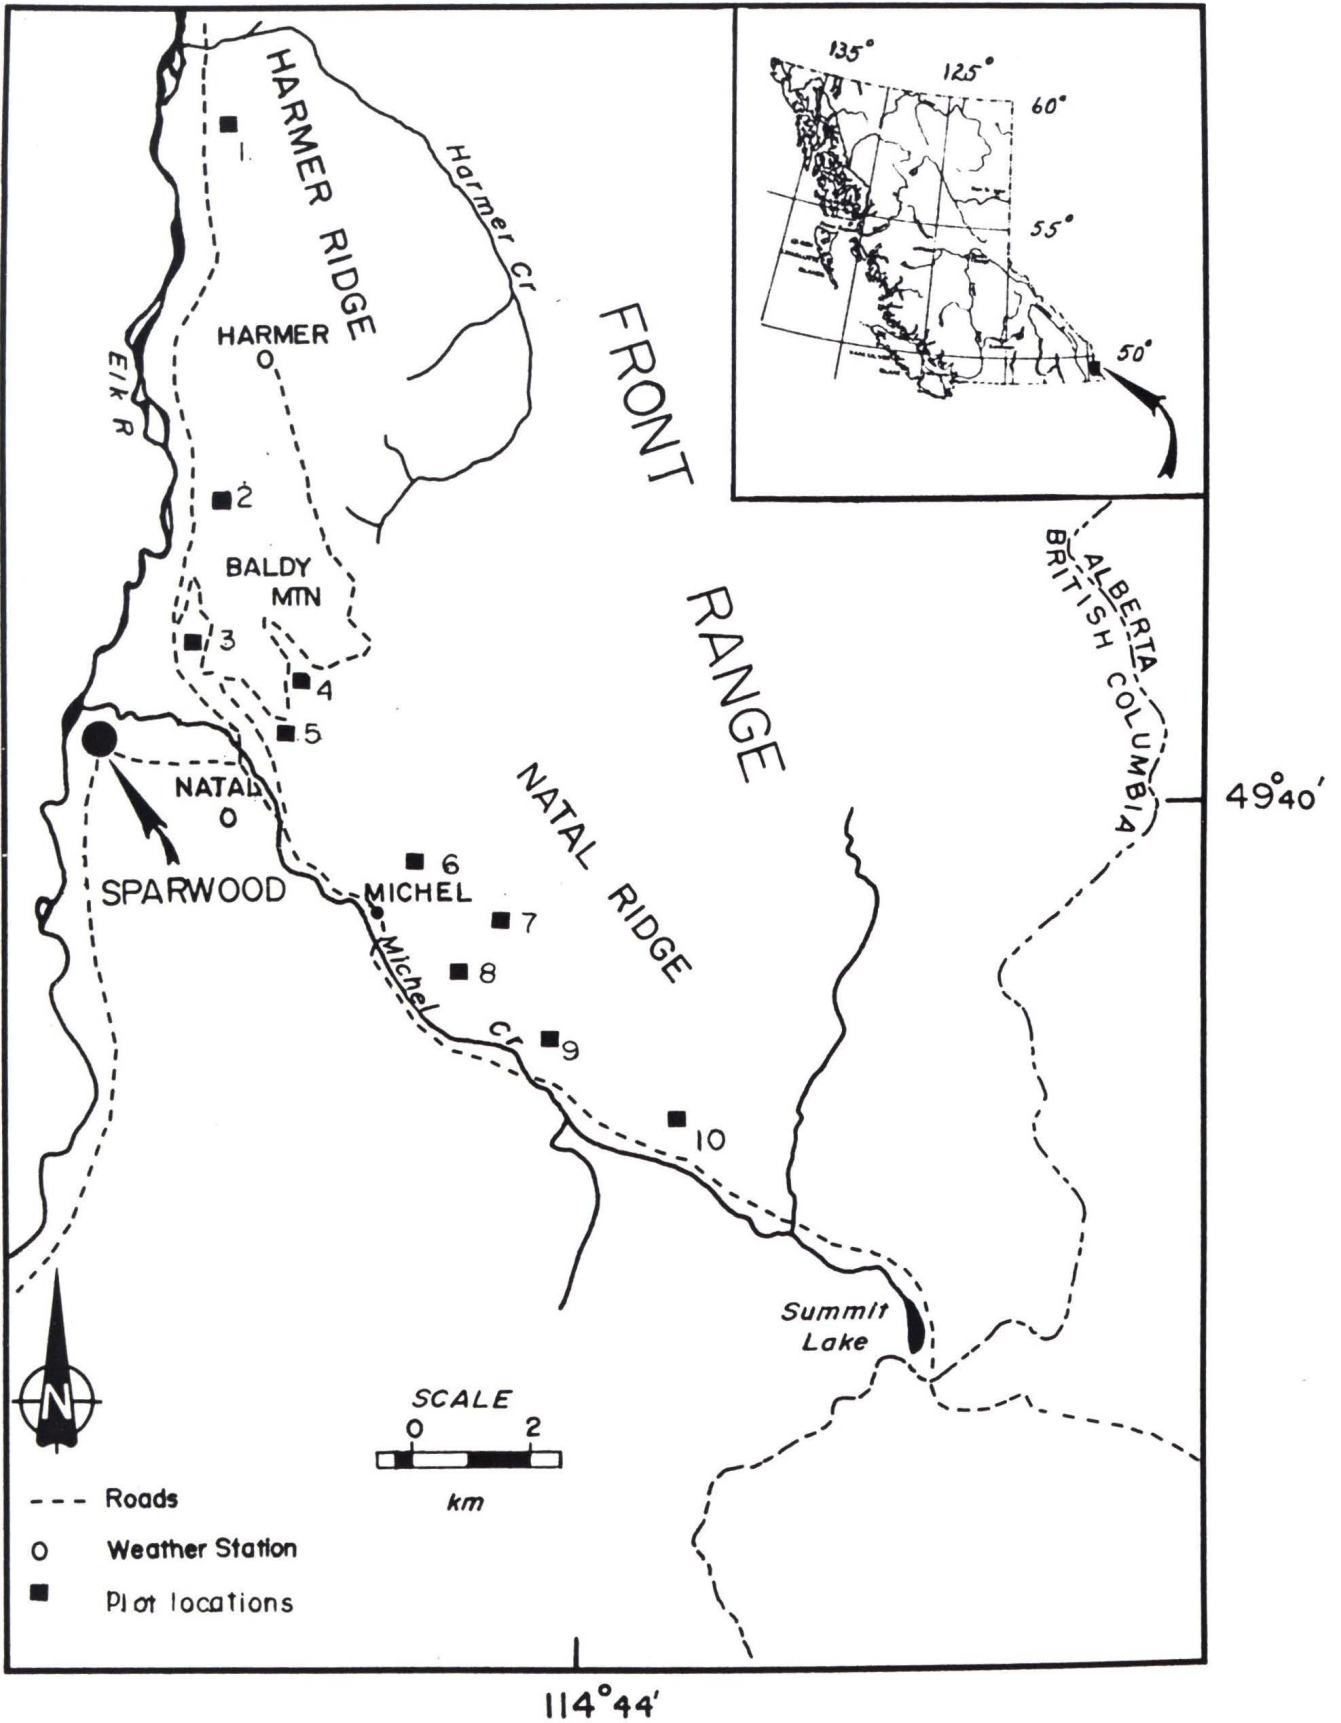 135°
125°
60°
55°
50°
1
HARMER RIDGE
Harmer Cr
FRONT
RANGE
HARMER
Elk R
2
BALDY
MTN
ALBERTA
BRITISH COLUMBIA
3
4
5
NATAL
49°40'
NATAL RIDGE
SPARWOOD
6
MICHEL
7
8
Michel Cr
9
10
Summit
Lake
N
SCALE
0 2
km
Roads
Weather Station
Plot locations
114°44'